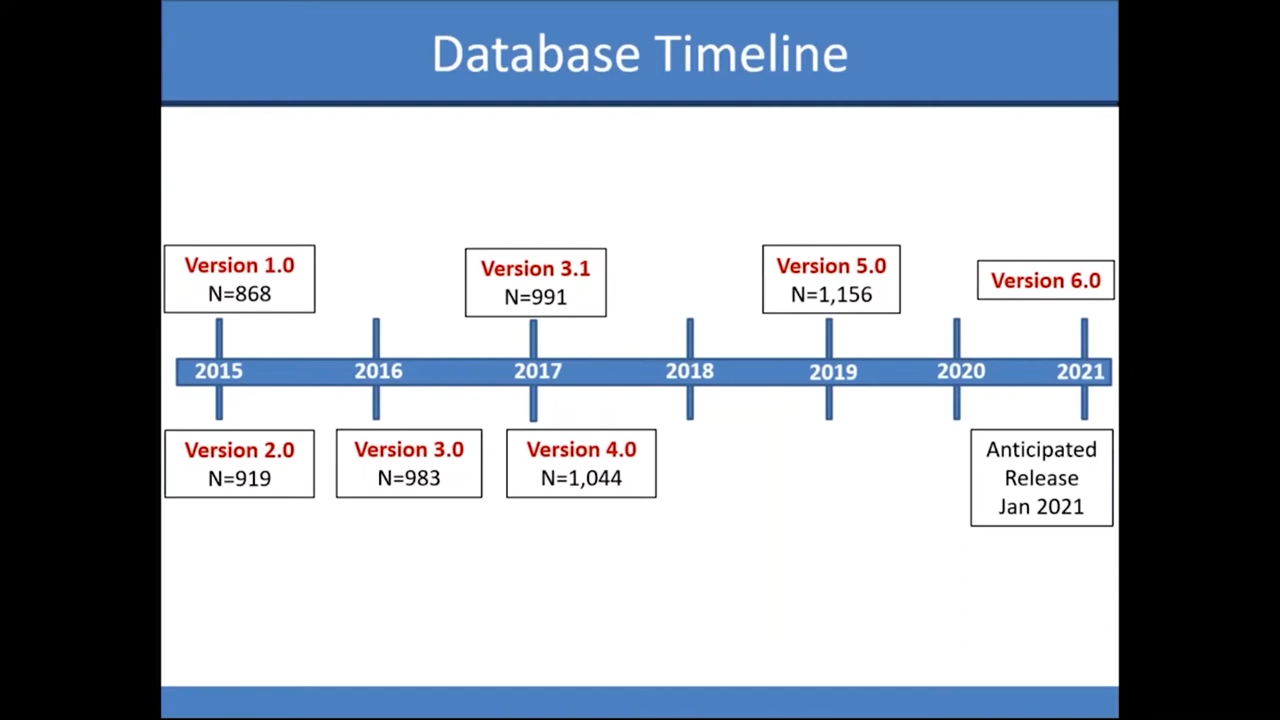 Database Timeline
Version 1.0
N=868
Version 3.1
N=991
Version 5.0
N=1,156
Version 6.0
2015 2016 2017 2018 2019 2020 2021
Version 2.0
N=919
Version 3.0
N=983
Version 4.0
N=1,044
Anticipated
Release
Jan 2021